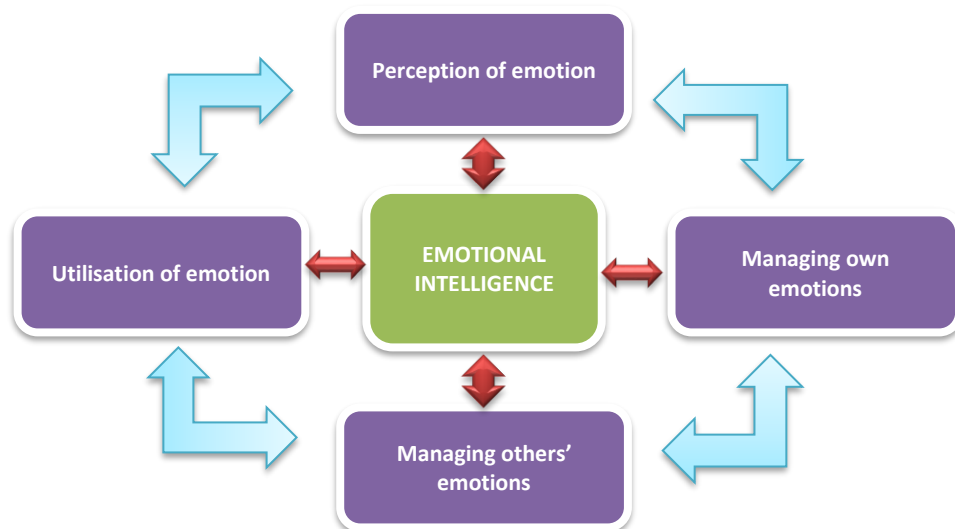 Perception of emotion
Utilisation of emotion
EMOTIONAL
INTELLIGENCE
Managing own
emotions
Managing others’
emotions